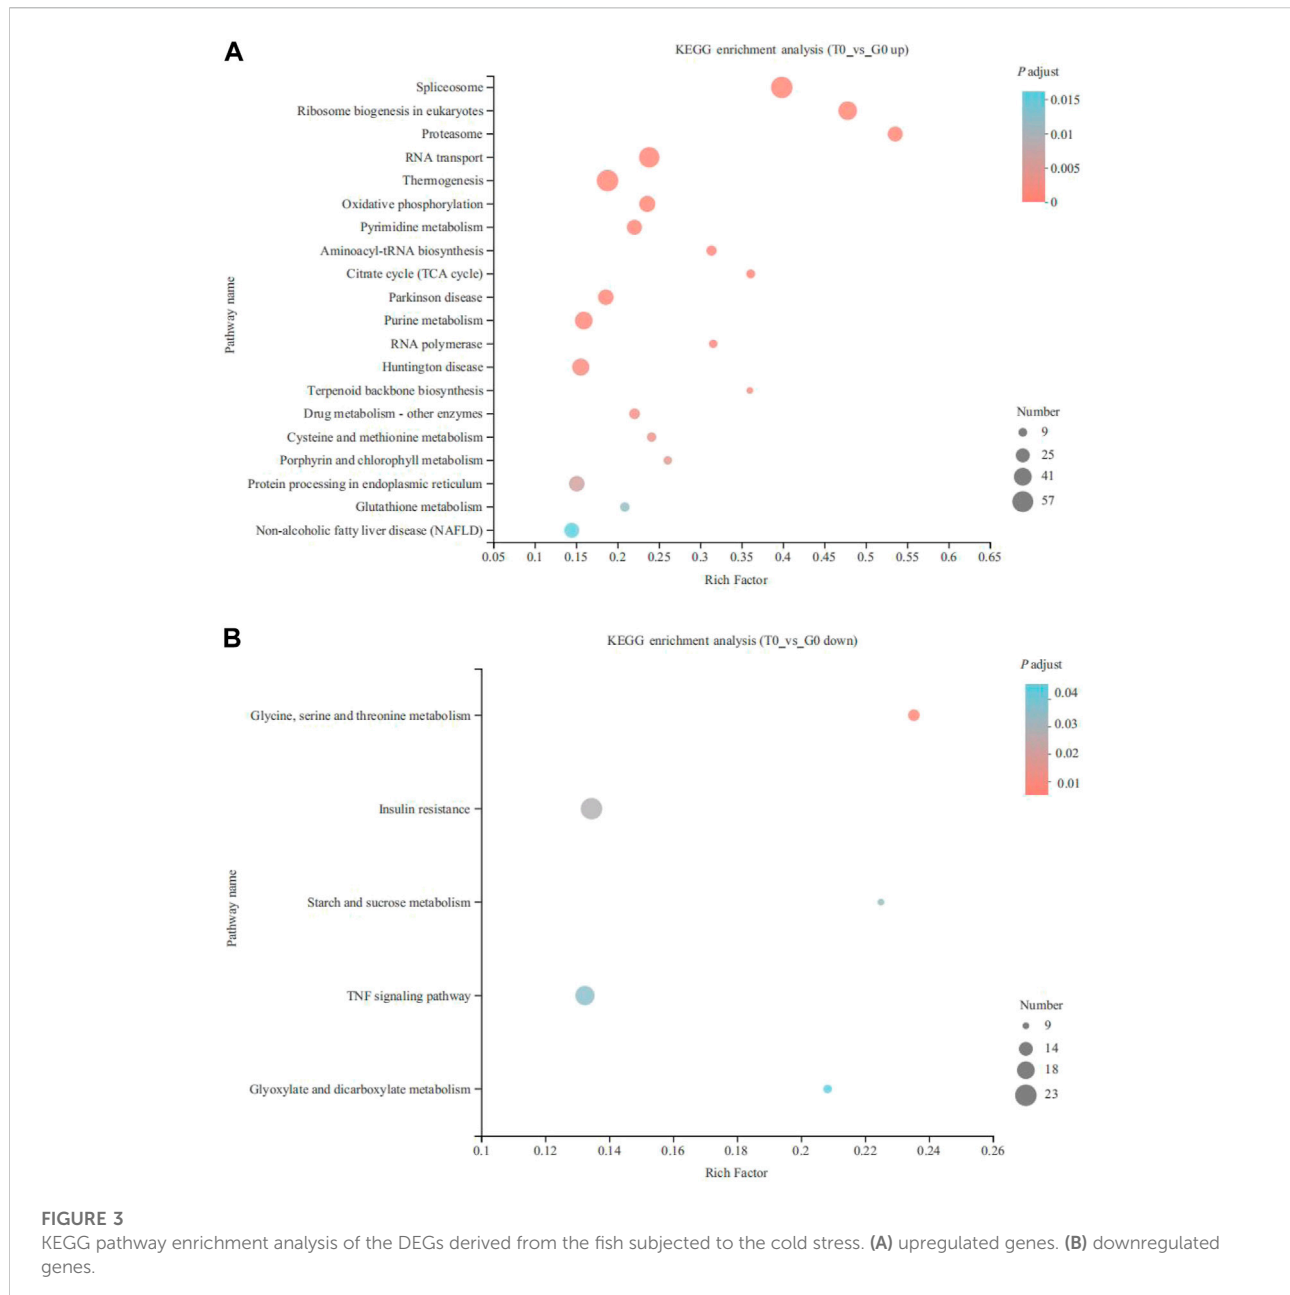 A
KEGG enrichment analysis (T0_vs_G0 up)
P adjust
0.015
0.01
0.005
0
Pathway name
Spliceosome
Ribosome biogenesis in eukaryotes
Proteasome
RNA transport
Thermogenesis
Oxidative phosphorylation
Pyrimidine metabolism
Aminoacyl-tRNA biosynthesis
Citrate cycle (TCA cycle)
Parkinson disease
Purine metabolism
RNA polymerase
Huntington disease
Terpenoid backbone biosynthesis
Drug metabolism - other enzymes
Cysteine and methionine metabolism
Porphyrin and chlorophyll metabolism
Protein processing in endoplasmic reticulum
Glutathione metabolism
Non-alcoholic fatty liver disease (NAFLD)
Number
9
25
41
57
0.05 0.1 0.15 0.2 0.25 0.3 0.35 0.4 0.45 0.5 0.55 0.6 0.65
Rich Factor
B
KEGG enrichment analysis (T0_vs_G0 down)
P adjust
0.04
0.03
0.02
0.01
Pathway name
Glycine, serine and threonine metabolism
Insulin resistance
Starch and sucrose metabolism
TNF signaling pathway
Glyoxylate and dicarboxylate metabolism
Number
9
14
18
23
0.1 0.12 0.14 0.16 0.18 0.2 0.22 0.24 0.26
Rich Factor
FIGURE 3
KEGG pathway enrichment analysis of the DEGs derived from the fish subjected to the cold stress. (A) upregulated genes. (B) downregulated
genes.